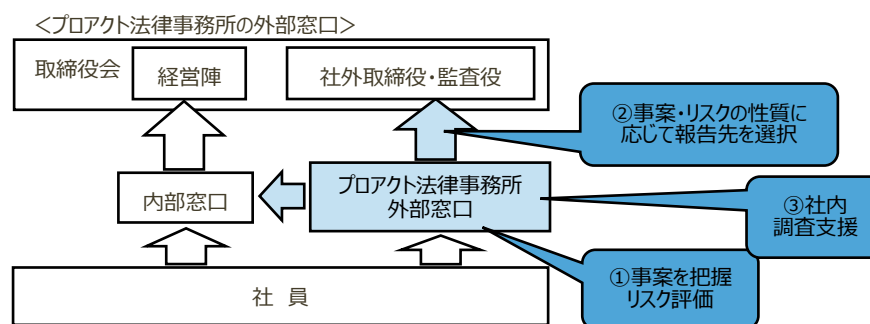 ＜プロアクト法律事務所の外部窓口＞
取締役会
経営陣
社外取締役・監査役
②事案・リスクの性質に
応じて報告先を選択
内部窓口
プロアクト法律事務所
外部窓口
③社内
調査支援
①事案を把握
リスク評価
社 員